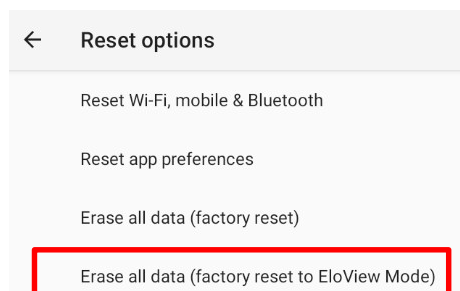 Reset options
Reset Wi-Fi, mobile & Bluetooth
Reset app preferences
Erase all data (factory reset)
Erase all data (factory reset to EloView Mode)